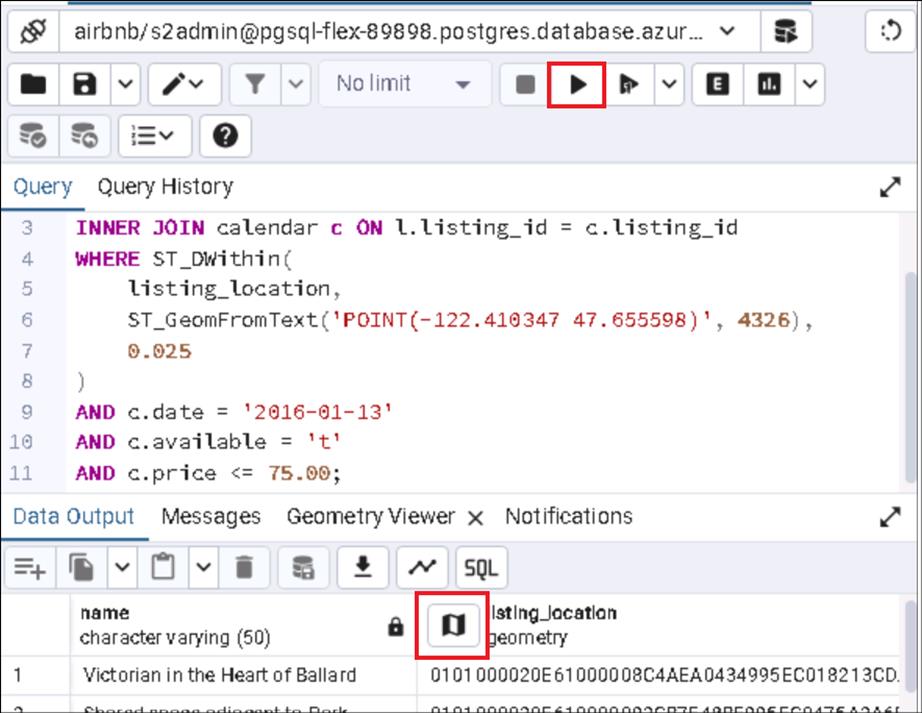 airbnb/s2admin@pgsql-flex-89898.postgres.database.azur...
No limit
E
Query Query History
3 INNER JOIN calendar c ON l.listing_id = c.listing_id
4 WHERE ST_DWithin(
5 listing_location,
6 ST_GeomFromText('POINT(-122.410347 47.655598)', 4326),
7 0.025
8 )
9 AND c.date = '2016-01-13'
10 AND c.available = 't'
11 AND c.price <= 75.00;
Data Output Messages Geometry Viewer Notifications
SQL
name listing_location
character varying (50) geometry
1 Victorian in the Heart of Ballard 0101000020E61000008C4AEA0434995EC018213CD.